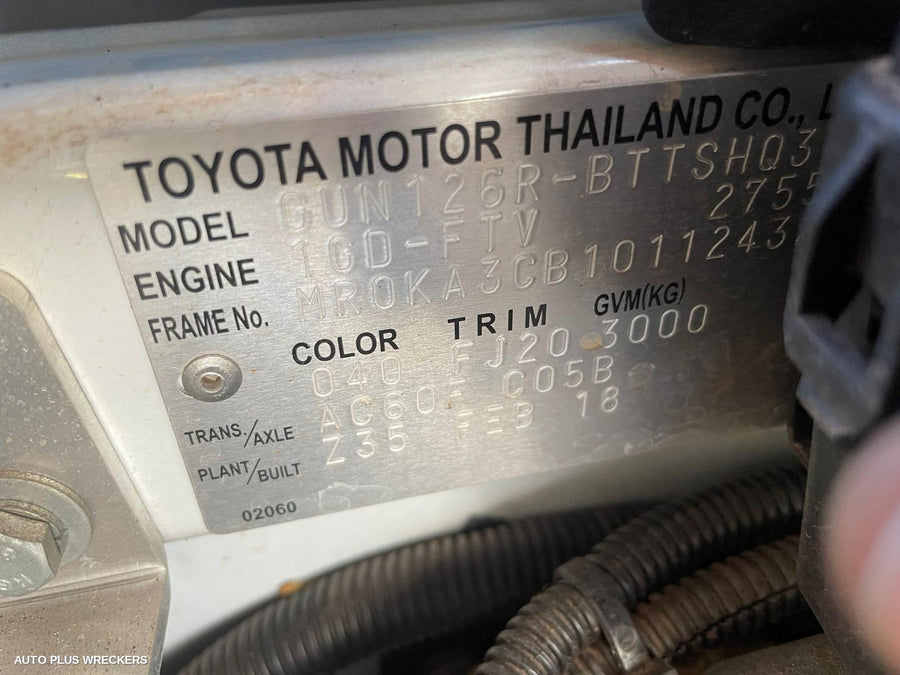 TOYOTA MOTOR THAILAND CO., L
MODEL GUN126R-BTTSHQ3
2755
ENGINE 1GD-FTV
FRAME No. MR0KA3CB1011243
COLOR TRIM GVM(KG)
040 FJ20 3000
TRANS./AXLE AC60E C05B
PLANT/BUILT Z35 FEB 18
02060
AUTO PLUS WRECKERS